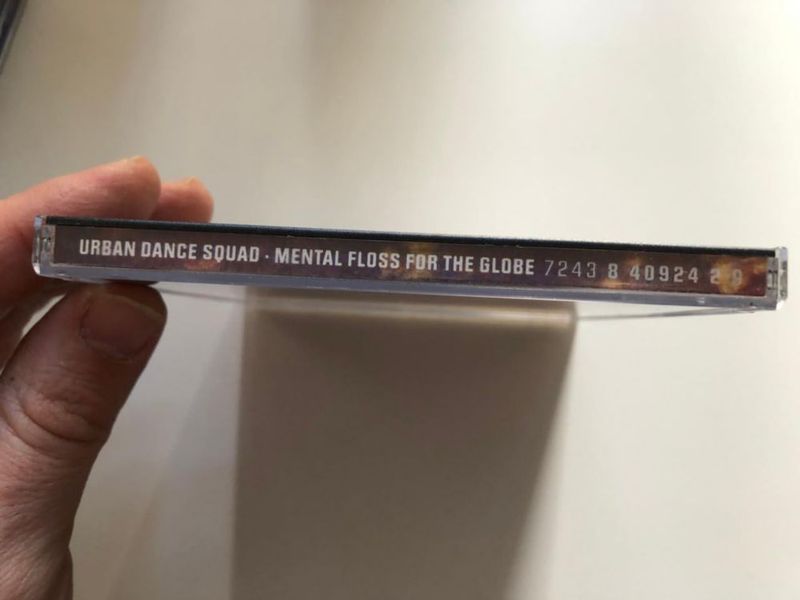 URBAN DANCE SQUAD · MENTAL FLOSS FOR THE GLOBE 7243 8 40924 2 9